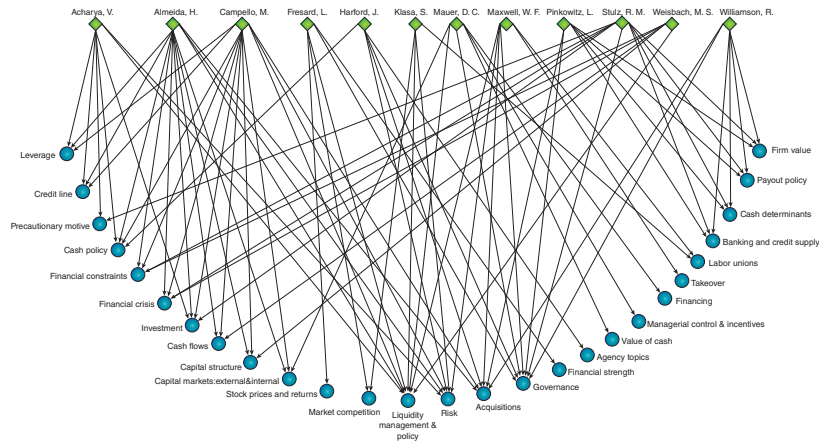 Acharya, V. Almeida, H. Campello, M. Fresard, L. Harford, J. Klasa, S. Mauer, D. C. Maxwell, W. F. Pinkowitz, L. Stulz, R. M. Weisbach, M. S. Williamson, R.
Leverage
Credit line
Precautionary motive
Cash policy
Financial constraints
Financial crisis
Investment
Cash flows
Capital structure
Capital markets:external&internal
Stock prices and returns
Market competition
Liquidity
management &
policy
Risk
Acquisitions
Governance
Financial strength
Agency topics
Value of cash
Managerial control & incentives
Financing
Takeover
Labor unions
Banking and credit supply
Cash determinants
Payout policy
Firm value